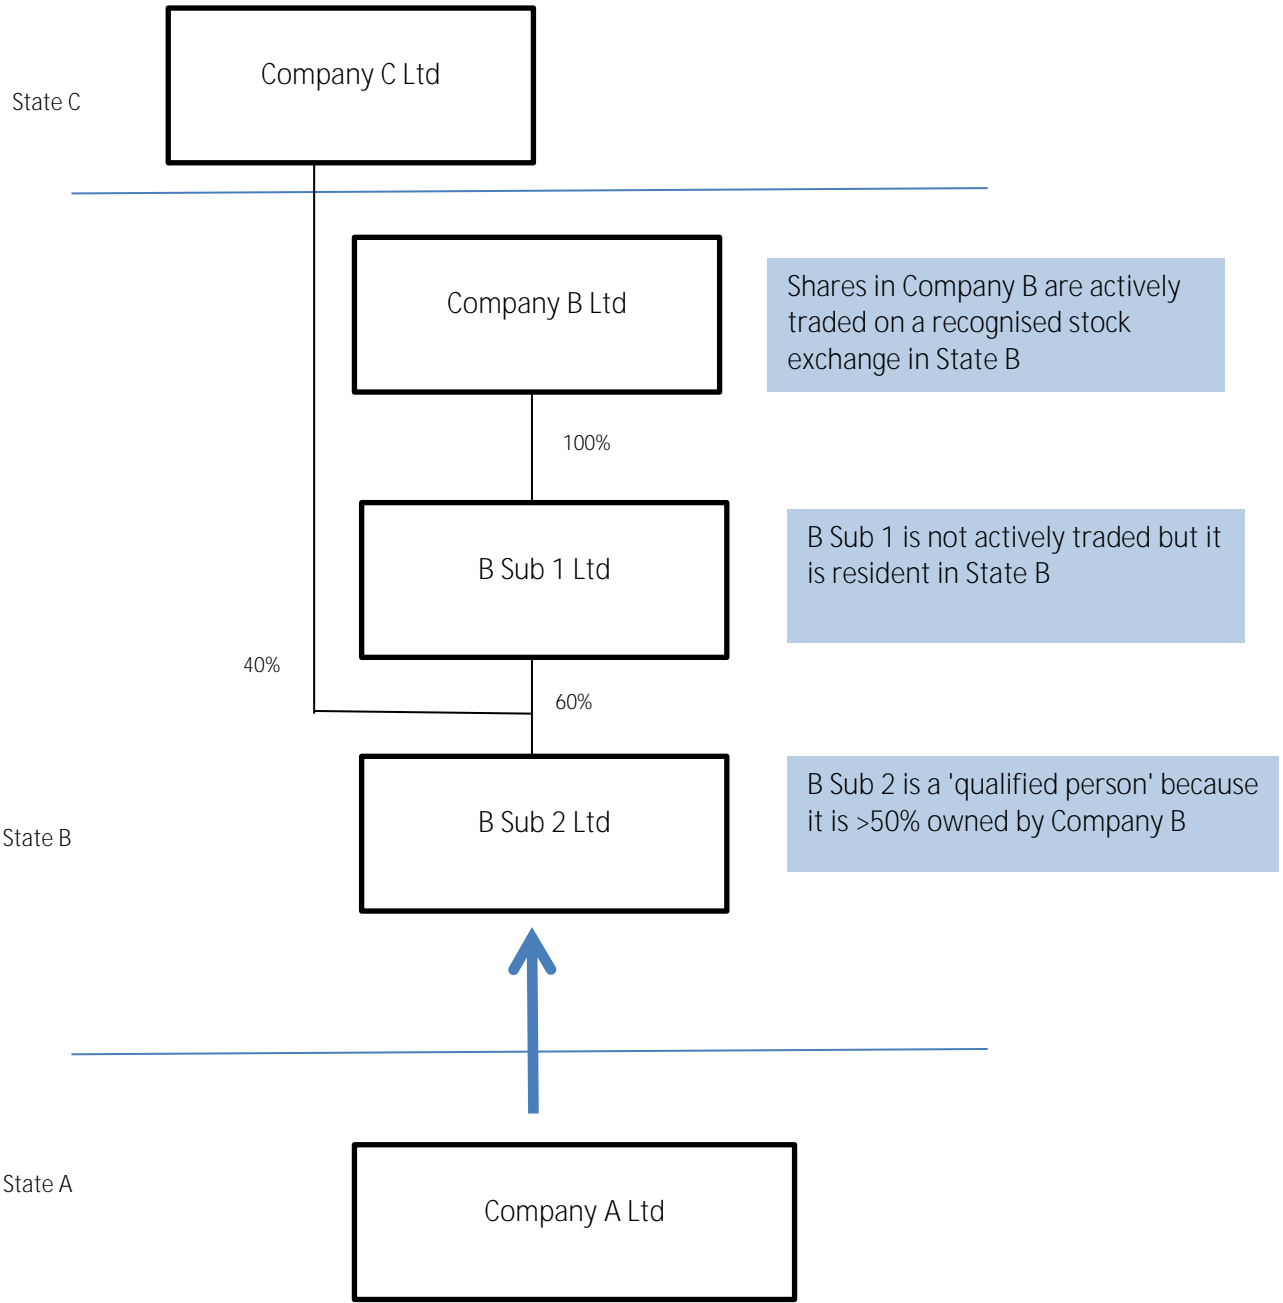 Company C Ltd
State C
Company B Ltd
Shares in Company B are actively
traded on a recognised stock
exchange in State B
100%
B Sub 1 Ltd
B Sub 1 is not actively traded but it
is resident in State B
40%
60%
B Sub 2 Ltd
B Sub 2 is a 'qualified person' because
it is >50% owned by Company B
State B
State A
Company A Ltd